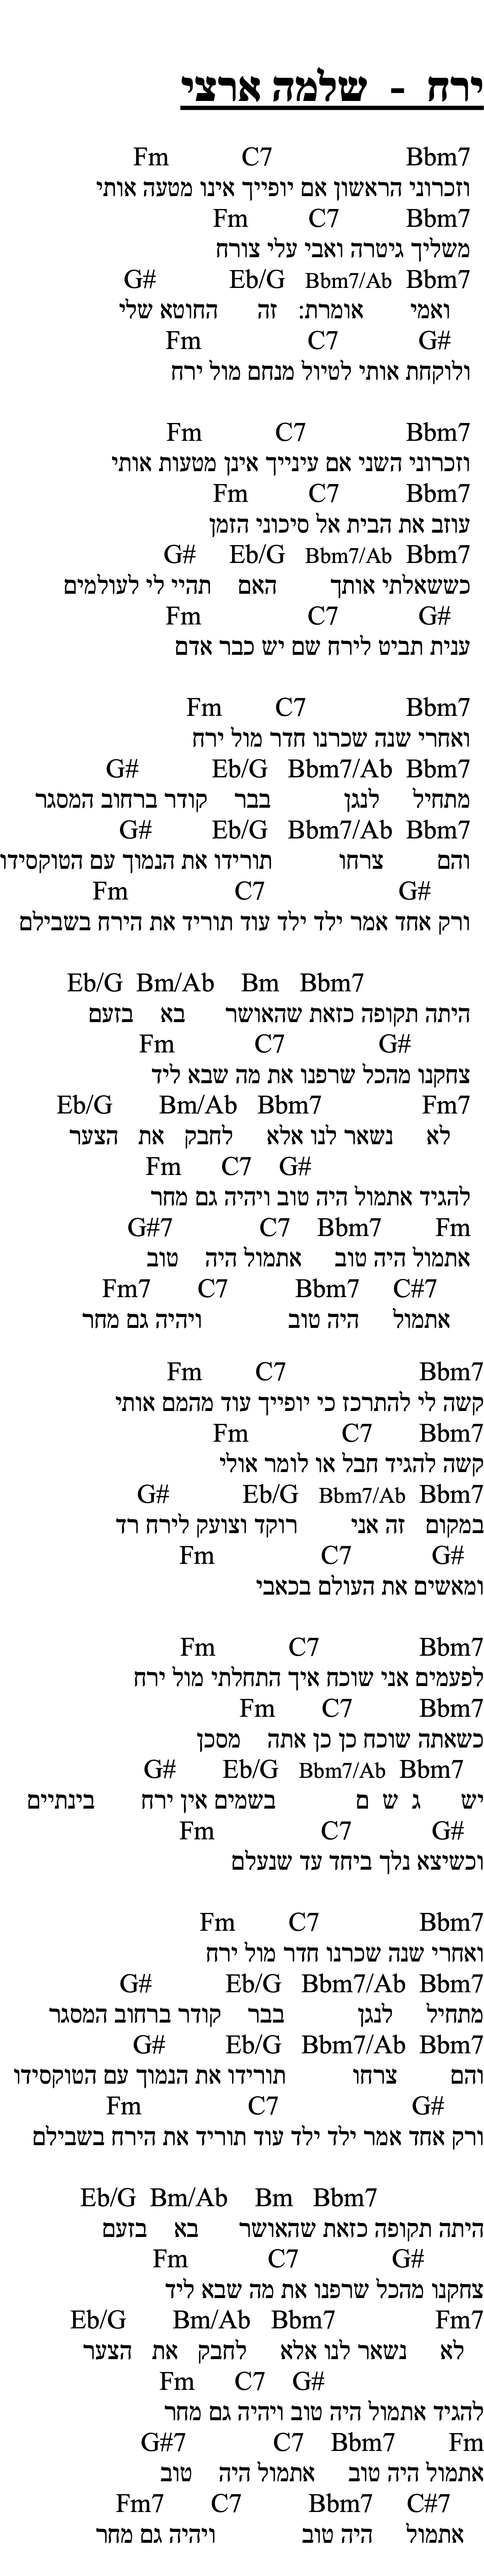 ירח - שלמה ארצי
Fm C7 Bbm7
וזכרוני הראשון אם יופייך אינו מטעה אותי
Fm C7 Bbm7
משליך גיטרה ואבי עלי צורח
G# Eb/G Bbm7/Ab Bbm7
ואמי אומרת: זה החוטא שלי
Fm C7 G#
ולוקחת אותי לטיול מנחם מול ירח
Fm C7 Bbm7
וזכרוני השני אם עינייך אינן מטעות אותי
Fm C7 Bbm7
עוזב את הבית אל סיכוני הזמן
G# Eb/G Bbm7/Ab Bbm7
כששאלתי אותך האם תהיי לי לעולמים
Fm C7 G#
ענית תביט לירח שם יש כבר אדם
Fm C7 Bbm7
ואחרי שנה שכרנו חדר מול ירח
G# Eb/G Bbm7/Ab Bbm7
מתחיל לנגן בבר קודר ברחוב המסגר
G# Eb/G Bbm7/Ab Bbm7
והם צרחו תורידו את הנמוך עם הטוקסידו
Fm C7 G#
ורק אחד אמר ילד ילד עוד תוריד את הירח בשבילם
Eb/G Bm/Ab Bm Bbm7
היתה תקופה כזאת שהאושר בא בזעם
Fm C7 G#
צחקנו מהכל שרפנו את מה שבא ליד
Eb/G Bm/Ab Bbm7 Fm7
לא נשאר לנו אלא לחבק את הצער
Fm C7 G#
להגיד אתמול היה טוב ויהיה גם מחר
G#7 C7 Bbm7 Fm
אתמול היה טוב אתמול היה טוב
Fm7 C7 Bbm7 C#7
אתמול היה טוב ויהיה גם מחר
Fm C7 Bbm7
קשה לי להתרכז כי יופייך עוד מהמם אותי
Fm C7 Bbm7
קשה להגיד חבל או לומר אולי
G# Eb/G Bbm7/Ab Bbm7
במקום זה אני רוקד וצועק לירח רד
Fm C7 G#
ומאשים את העולם בכאבי
Fm C7 Bbm7
לפעמים אני שוכח איך התחלתי מול ירח
Fm C7 Bbm7
כשאתה שוכח כן כן אתה מסכן
G# Eb/G Bbm7/Ab Bbm7
יש ג ש ם בשמים אין ירח בינתיים
Fm C7 G#
וכשיצא נלך ביחד עד שנעלם
Fm C7 Bbm7
ואחרי שנה שכרנו חדר מול ירח
G# Eb/G Bbm7/Ab Bbm7
מתחיל לנגן בבר קודר ברחוב המסגר
G# Eb/G Bbm7/Ab Bbm7
והם צרחו תורידו את הנמוך עם הטוקסידו
Fm C7 G#
ורק אחד אמר ילד ילד עוד תוריד את הירח בשבילם
Eb/G Bm/Ab Bm Bbm7
היתה תקופה כזאת שהאושר בא בזעם
Fm C7 G#
צחקנו מהכל שרפנו את מה שבא ליד
Eb/G Bm/Ab Bbm7 Fm7
לא נשאר לנו אלא לחבק את הצער
Fm C7 G#
להגיד אתמול היה טוב ויהיה גם מחר
G#7 C7 Bbm7 Fm
אתמול היה טוב אתמול היה טוב
Fm7 C7 Bbm7 C#7
אתמול היה טוב ויהיה גם מחר